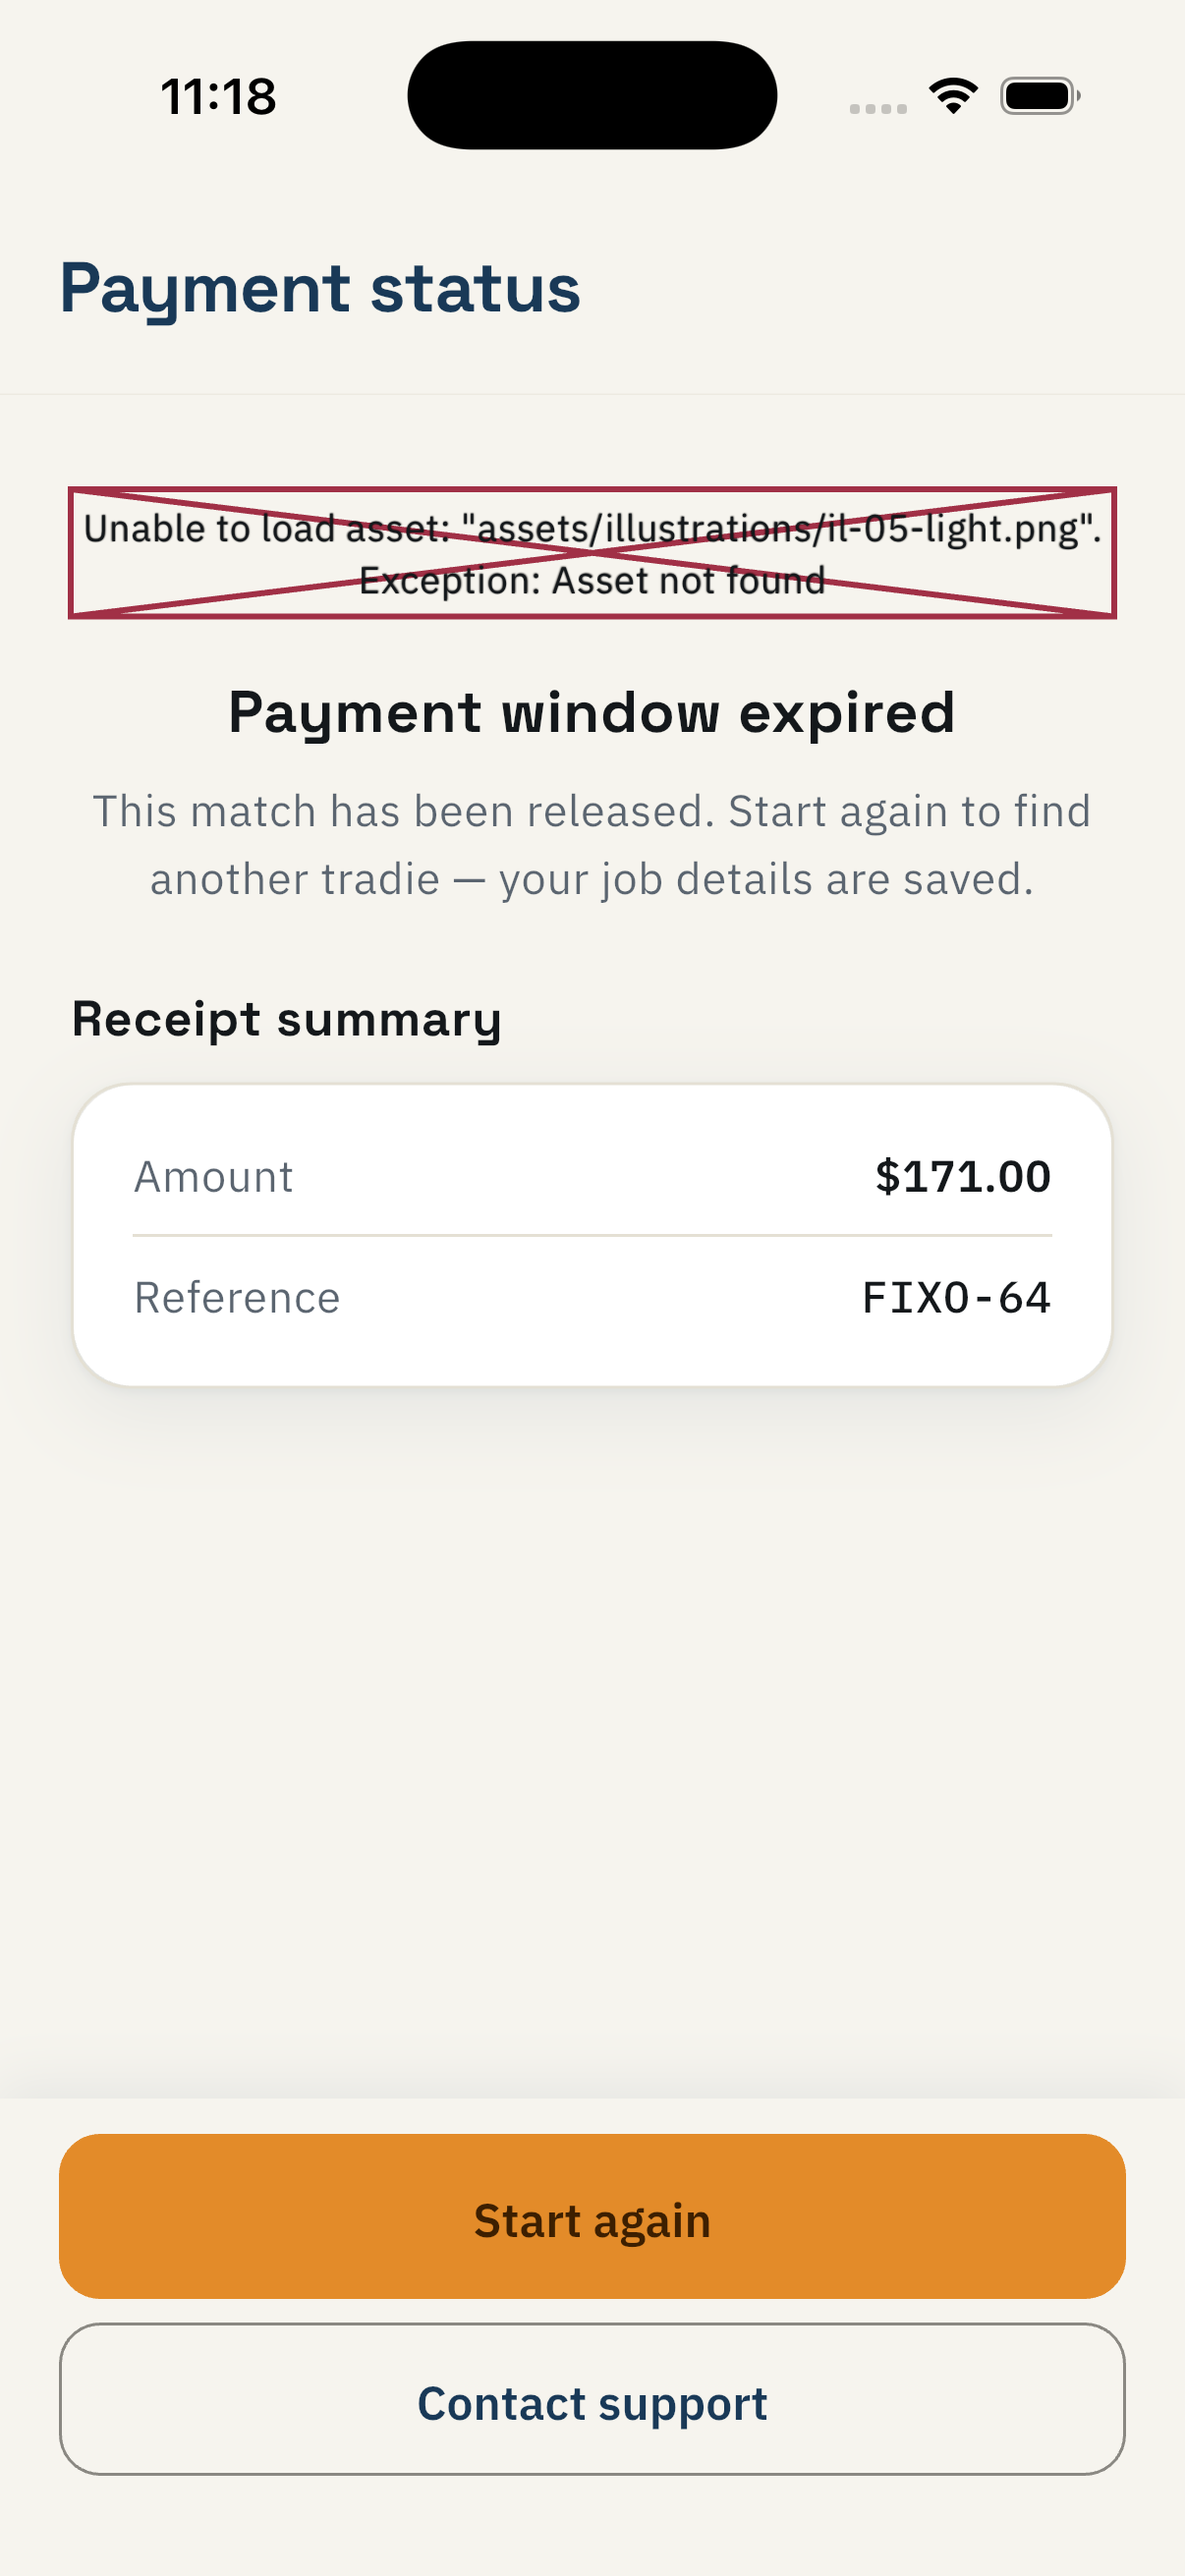 11:18
Payment status
Unable to load asset: "assets/illustrations/il-05-light.png".
Exception: Asset not found
Payment window expired
This match has been released. Start again to find
another tradie — your job details are saved.
Receipt summary
Amount $171.00
Reference FIXO-64
Start again
Contact support